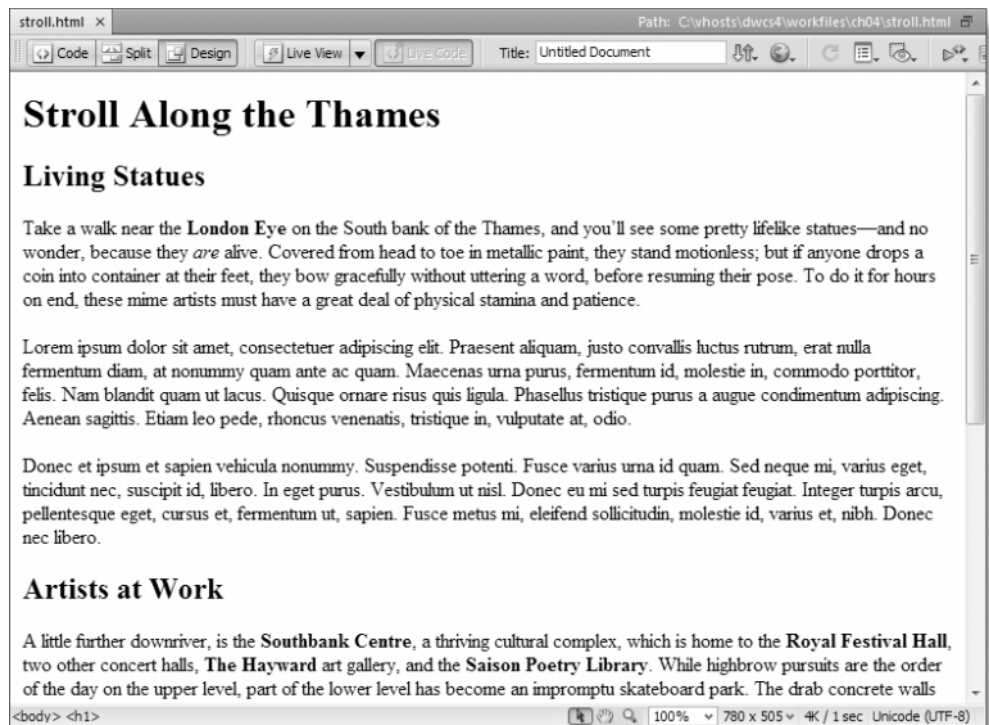 stroll.html ×
Path: C:\vhosts\dwcs4\workfiles\ch04\stroll.html
Code Split Design Live View Live Code Title: Untitled Document
Stroll Along the Thames
Living Statues
Take a walk near the London Eye on the South bank of the Thames, and you'll see some pretty lifelike statues—and no
wonder, because they are alive. Covered from head to toe in metallic paint, they stand motionless; but if anyone drops a
coin into container at their feet, they bow gracefully without uttering a word, before resuming their pose. To do it for hours
on end, these mime artists must have a great deal of physical stamina and patience.
Lorem ipsum dolor sit amet, consectetuer adipiscing elit. Praesent aliquam, justo convallis luctus rutrum, erat nulla
fermentum diam, at nonummy quam ante ac quam. Maecenas urna purus, fermentum id, molestie in, commodo porttitor,
felis. Nam blandit quam ut lacus. Quisque ornare risus quis ligula. Phasellus tristique purus a augue condimentum adipiscing.
Aenean sagittis. Etiam leo pede, rhoncus venenatis, tristique in, vulputate at, odio.
Donec et ipsum et sapien vehicula nonummy. Suspendisse potenti. Fusce varius urna id quam. Sed neque mi, varius eget,
tincidunt nec, suscipit id, libero. In eget purus. Vestibulum ut nisl. Donec eu mi sed turpis feugiat feugiat. Integer turpis arcu,
pellentesque eget, cursus et, fermentum ut, sapien. Fusce metus mi, eleifend sollicitudin, molestie id, varius et, nibh. Donec
nec libero.
Artists at Work
A little further downriver, is the Southbank Centre, a thriving cultural complex, which is home to the Royal Festival Hall,
two other concert halls, The Hayward art gallery, and the Saison Poetry Library. While highbrow pursuits are the order
of the day on the upper level, part of the lower level has become an impromptu skateboard park. The drab concrete walls
<body> <h1> 100% 780 x 505 4K / 1 sec Unicode (UTF-8)